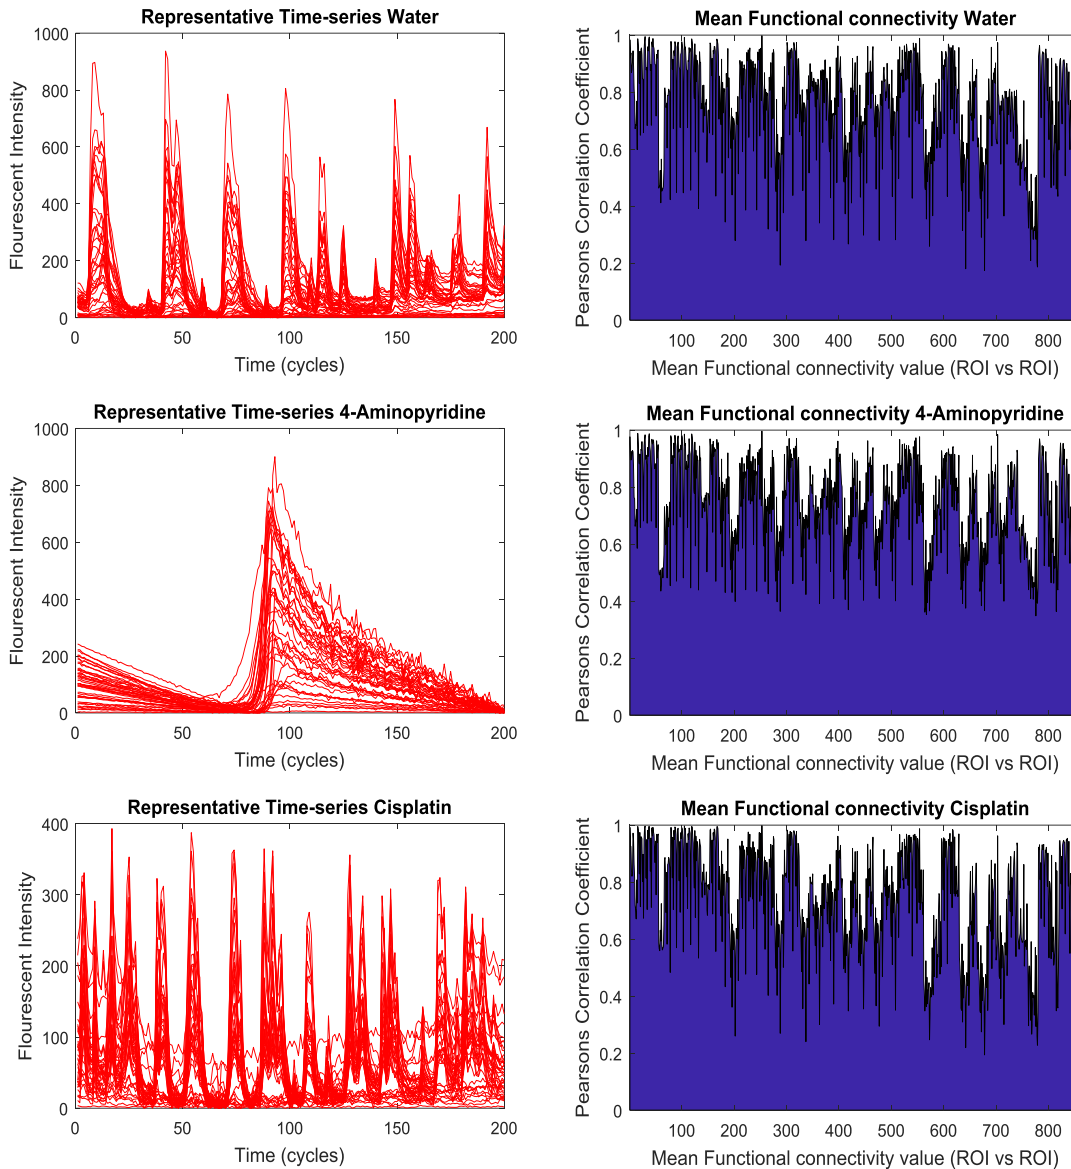 Representative Time-series Water
1000
800
600
400
200
0
Flourescent Intensity
0 50 100 150 200
Time (cycles)
Mean Functional connectivity Water
1
0.8
0.6
0.4
0.2
0
Pearsons Correlation Coefficient
100 200 300 400 500 600 700 800
Mean Functional connectivity value (ROI vs ROI)
Representative Time-series 4-Aminopyridine
1000
800
600
400
200
0
Flourescent Intensity
0 50 100 150 200
Time (cycles)
Mean Functional connectivity 4-Aminopyridine
1
0.8
0.6
0.4
0.2
0
Pearsons Correlation Coefficient
100 200 300 400 500 600 700 800
Mean Functional connectivity value (ROI vs ROI)
Representative Time-series Cisplatin
400
300
200
100
0
Flourescent Intensity
0 50 100 150 200
Time (cycles)
Mean Functional connectivity Cisplatin
1
0.8
0.6
0.4
0.2
0
Pearsons Correlation Coefficient
100 200 300 400 500 600 700 800
Mean Functional connectivity value (ROI vs ROI)